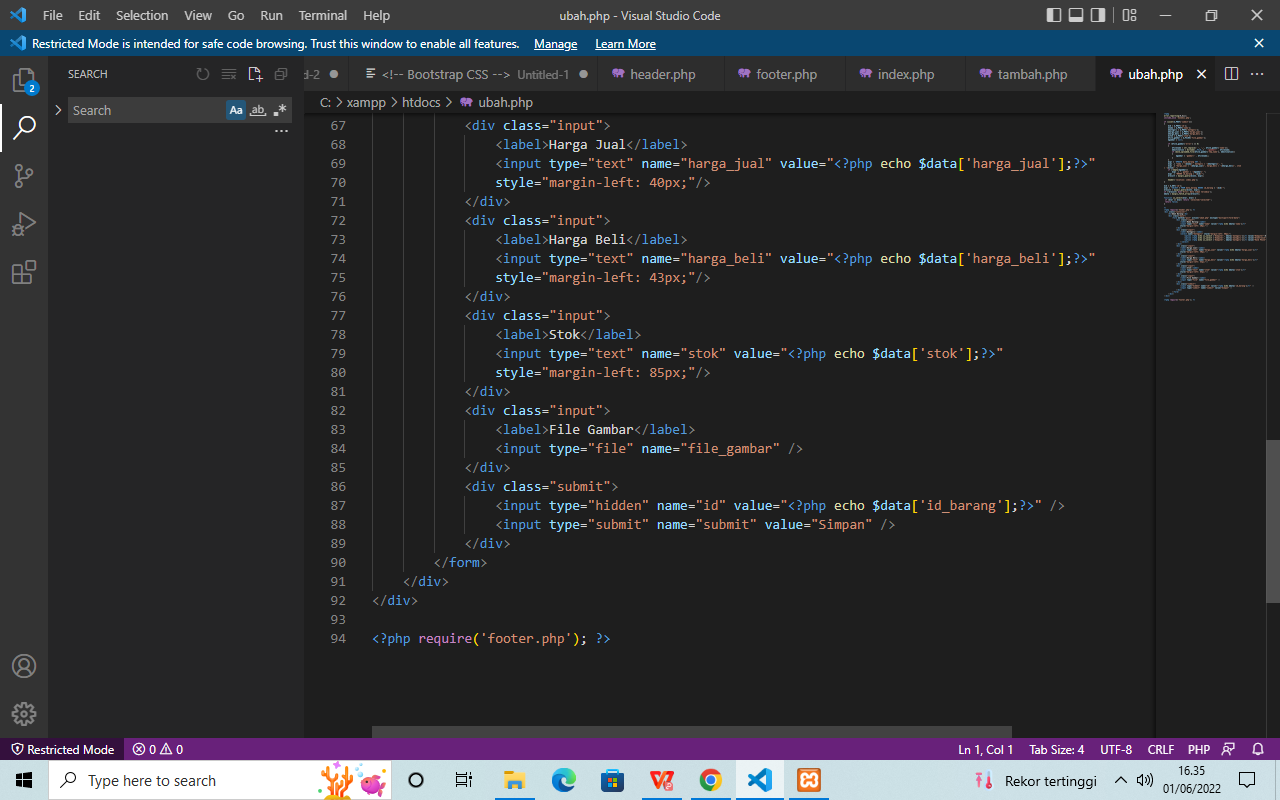 File Edit Selection View Go Run Terminal Help ubah.php - Visual Studio Code
Restricted Mode is intended for safe code browsing. Trust this window to enable all features. Manage Learn More
SEARCH d-2 <!-- Bootstrap CSS --> Untitled-1 header.php footer.php index.php tambah.php ubah.php
2
Search Aa ab C: xampp htdocs ubah.php
67 <div class="input">
68 <label>Harga Jual</label>
69 <input type="text" name="harga_jual" value="<?php echo $data['harga_jual'];?>"
70 style="margin-left: 40px;"/>
71 </div>
72 <div class="input">
73 <label>Harga Beli</label>
74 <input type="text" name="harga_beli" value="<?php echo $data['harga_beli'];?>"
75 style="margin-left: 43px;"/>
76 </div>
77 <div class="input">
78 <label>Stok</label>
79 <input type="text" name="stok" value="<?php echo $data['stok'];?>"
80 style="margin-left: 85px;"/>
81 </div>
82 <div class="input">
83 <label>File Gambar</label>
84 <input type="file" name="file_gambar" />
85 </div>
86 <div class="submit">
87 <input type="hidden" name="id" value="<?php echo $data['id_barang'];?>" />
88 <input type="submit" name="submit" value="Simpan" />
89 </div>
90 </form>
91 </div>
92 </div>
93
94 <?php require('footer.php'); ?>
Restricted Mode 0 0 Ln 1, Col 1 Tab Size: 4 UTF-8 CRLF PHP
Type here to search Rekor tertinggi 16.35
01/06/2022